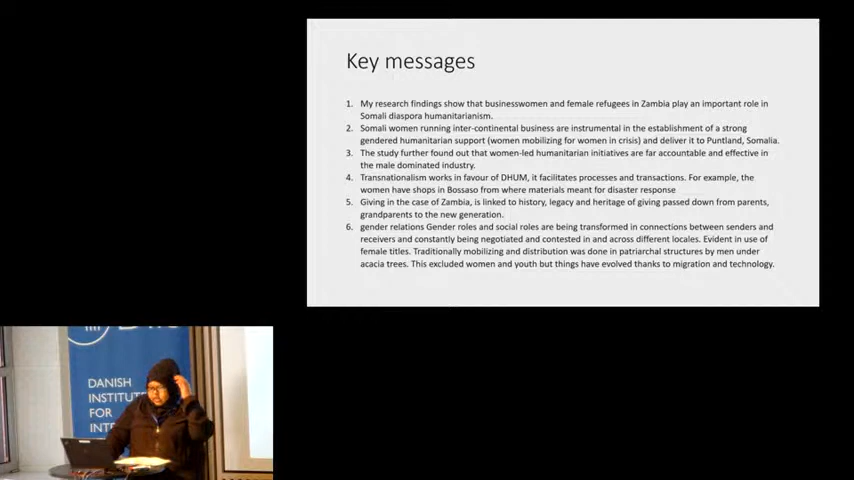 Key messages
1. My research findings show that businesswomen and female refugees in Zambia play an important role in
Somali diaspora humanitarianism.
2. Somali women running inter-continental business are instrumental in the establishment of a strong
gendered humanitarian support (women mobilizing for women in crisis) and deliver it to Puntland, Somalia.
3. The study further found out that women-led humanitarian initiatives are far accountable and effective in
the male dominated industry.
4. Transnationalism works in favour of DHUM, it facilitates processes and transactions. For example, the
women have shops in Bossaso from where materials meant for disaster response
5. Giving in the case of Zambia, is linked to history, legacy and heritage of giving passed down from parents,
grandparents to the new generation.
6. gender relations Gender roles and social roles are being transformed in connections between senders and
receivers and constantly being negotiated and contested in and across different locales. Evident in use of
female titles. Traditionally mobilizing and distribution was done in patriarchal structures by men under
acacia trees. This excluded women and youth but things have evolved thanks to migration and technology.
DANISH
INSTITU
FOR
INTE